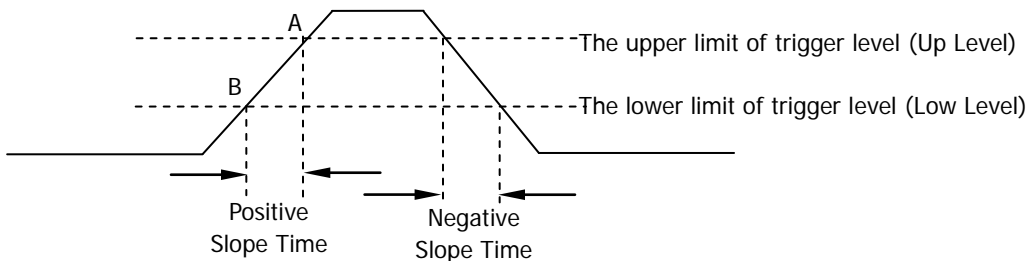 A
The upper limit of trigger level (Up Level)
B
The lower limit of trigger level (Low Level)
Positive
Slope Time
Negative
Slope Time